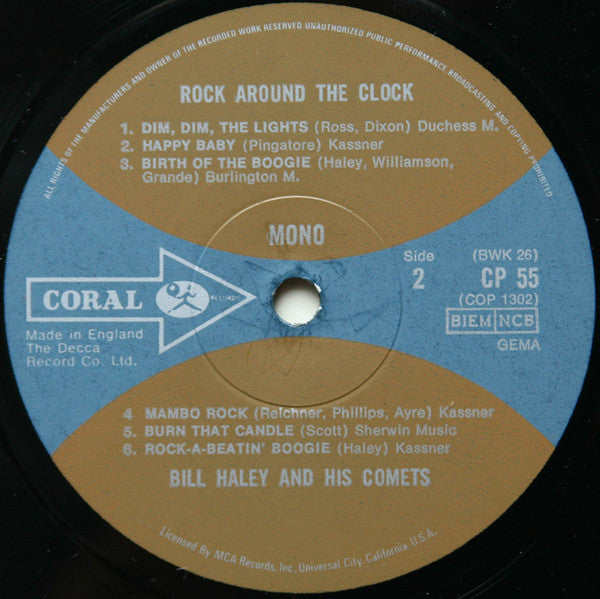 ALL RIGHTS OF THE MANUFACTURERS AND OWNER OF THE RECORDED WORK RESERVED UNAUTHORIZED PUBLIC PERFORMANCE, BROADCASTING AND COPYING PROHIBITED
ROCK AROUND THE CLOCK
1. DIM, DIM, THE LIGHTS (Ross, Dixon) Duchess M.
2. HAPPY BABY (Pingatore) Kassner
3. BIRTH OF THE BOOGIE (Haley, Williamson,
Grande) Burlington M.
MONO
CORAL
RECORDS
Made in England
The Decca
Record Co. Ltd.
Side
2
(BWK 26)
CP 55
(COP 1302)
BIEM NCB
GEMA
4 MAMBO ROCK (Reichner, Phillips, Ayre) Kassner
5. BURN THAT CANDLE (Scott) Sherwin Music
6. ROCK-A-BEATIN' BOOGIE (Haley) Kassner
BILL HALEY AND HIS COMETS
Licensed By MCA Records, Inc. Universal City, California, U.S.A.